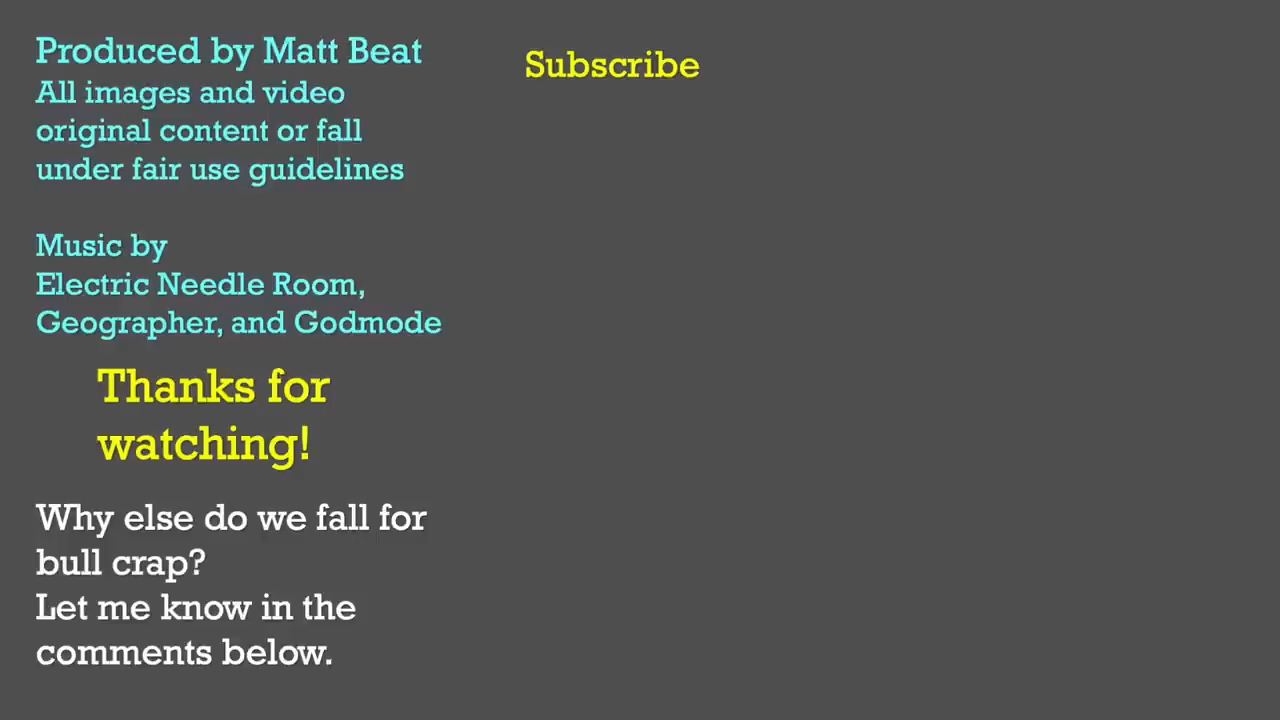 Produced by Matt Beat
All images and video
original content or fall
under fair use guidelines
Music by
Electric Needle Room,
Geographer, and Godmode
Thanks for
watching!
Why else do we fall for
bull crap?
Let me know in the
comments below.
Subscribe